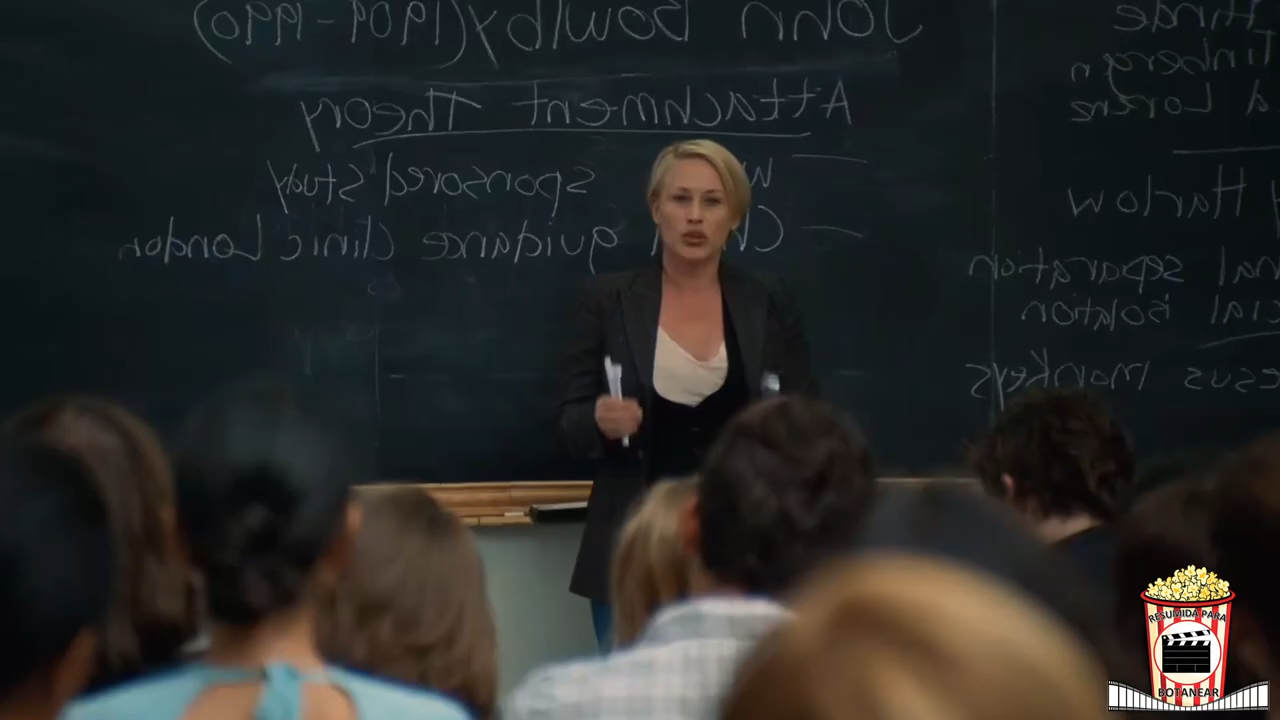 John Bowlby (1907-1990)
Attachment Theory
sponsored study
guidance clinic London
Hinde
Tinbergn
Lorenz
Harlow
separation
isolation
monkeys
RESUMIDA PARA
BOTANEAR